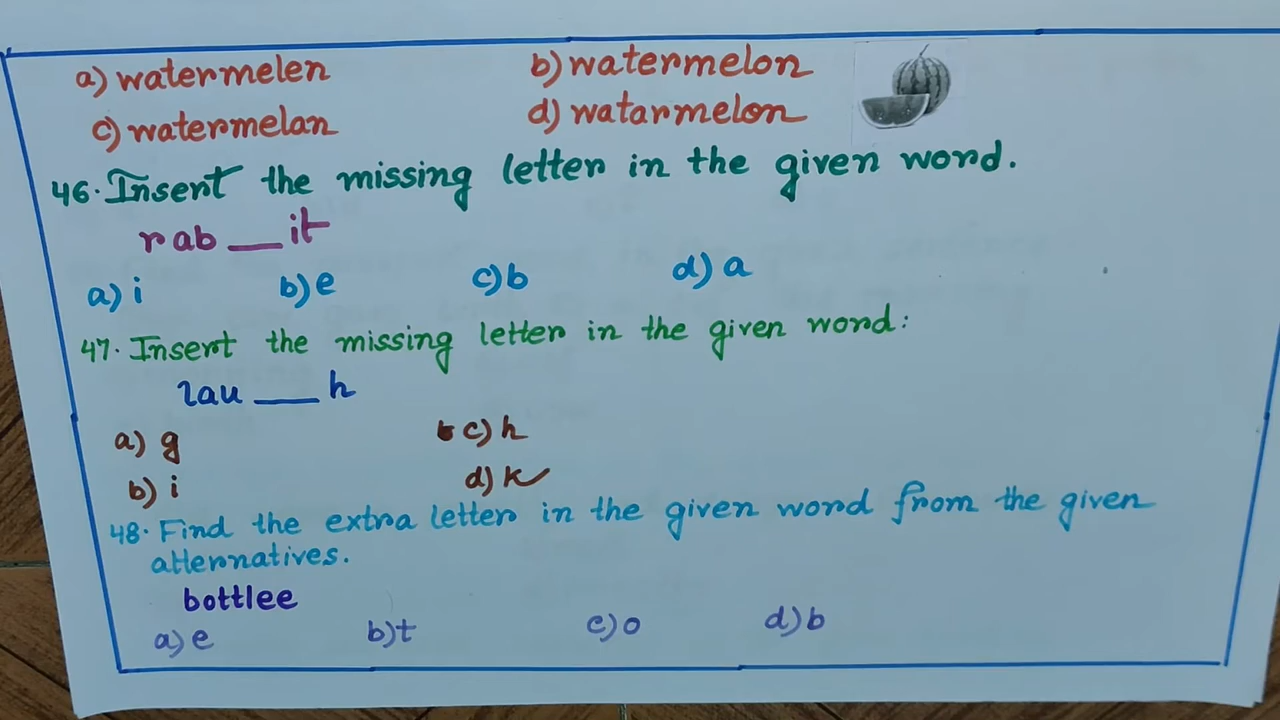 a) watermelen b) watermelon
c) watermelan d) watarmelon
46. Insert the missing letter in the given word.
rab __ it
a) i b) e c) b d) a
47. Insert the missing letter in the given word:
lau __ h
a) g c) h
b) i d) k
48. Find the extra letter in the given word from the given
alternatives.
bottlee
a) e b) t c) o d) b